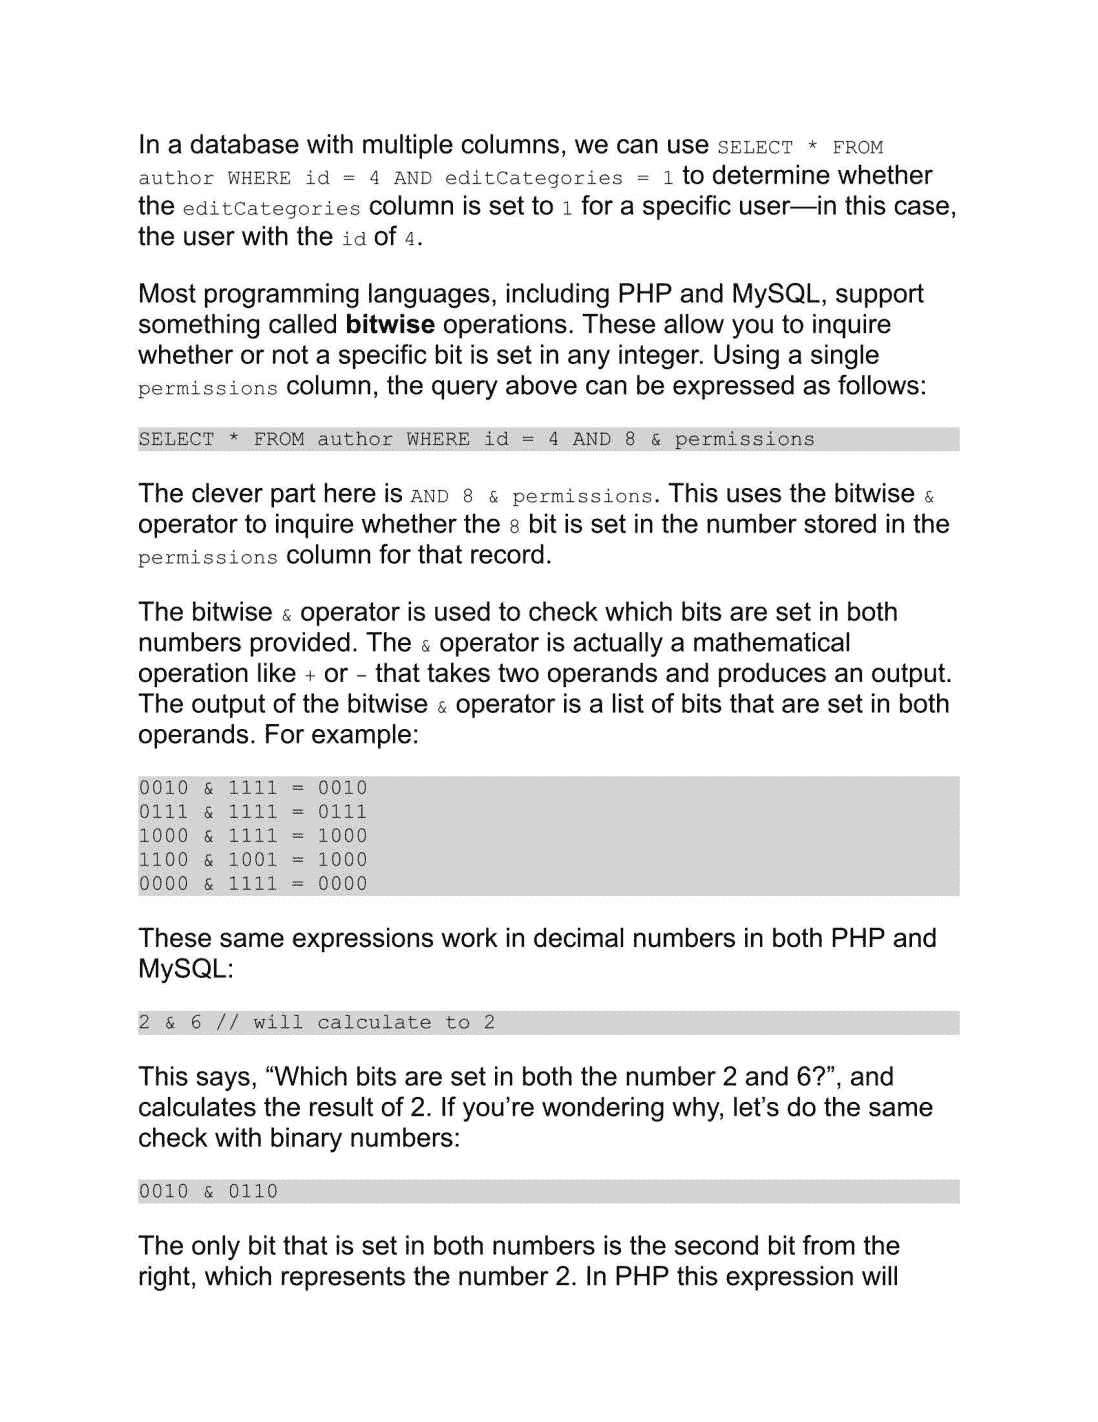 In a database with multiple columns, we can use SELECT * FROM
author WHERE id = 4 AND editCategories = 1 to determine whether
the editCategories column is set to 1 for a specific user—in this case,
the user with the id of 4.
Most programming languages, including PHP and MySQL, support
something called bitwise operations. These allow you to inquire
whether or not a specific bit is set in any integer. Using a single
permissions column, the query above can be expressed as follows:
SELECT * FROM author WHERE id = 4 AND 8 & permissions
The clever part here is AND 8 & permissions. This uses the bitwise &
operator to inquire whether the 8 bit is set in the number stored in the
permissions column for that record.
The bitwise & operator is used to check which bits are set in both
numbers provided. The & operator is actually a mathematical
operation like + or - that takes two operands and produces an output.
The output of the bitwise & operator is a list of bits that are set in both
operands. For example:
0010 & 1111 = 0010
0111 & 1111 = 0111
1000 & 1111 = 1000
1100 & 1001 = 1000
0000 & 1111 = 0000
These same expressions work in decimal numbers in both PHP and
MySQL:
2 & 6 // will calculate to 2
This says, “Which bits are set in both the number 2 and 6?”, and
calculates the result of 2. If you’re wondering why, let’s do the same
check with binary numbers:
0010 & 0110
The only bit that is set in both numbers is the second bit from the
right, which represents the number 2. In PHP this expression will